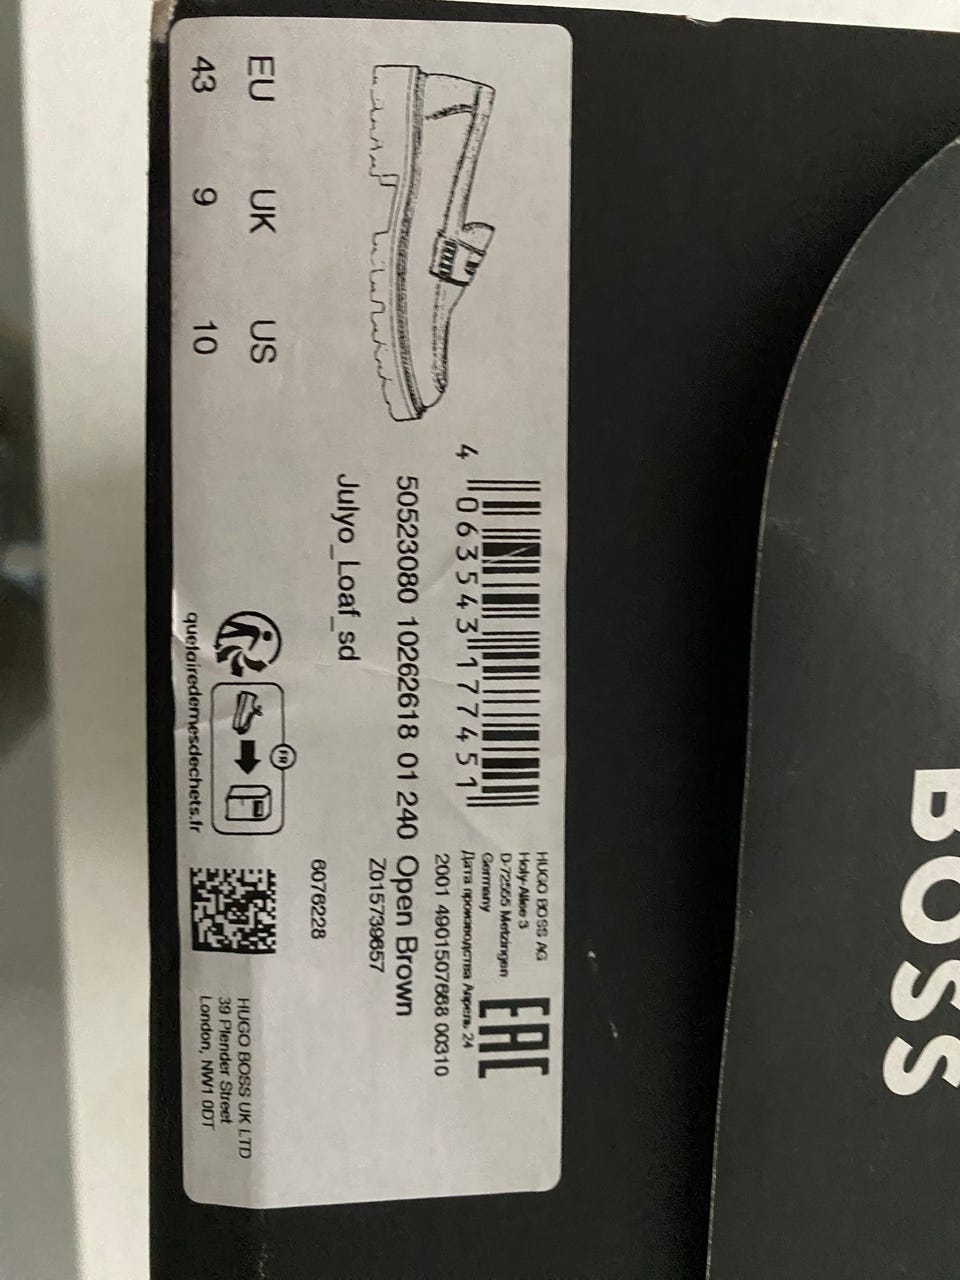 EU UK US
43 9 10
4 063543 177451
50523080 10262618 01 240 Open Brown
Julyo_Loaf_sd
HUGO BOSS AG
Holy-Allee 3
D-72555 Metzingen
Germany
Дата производства Апрель 24
2001 4901507668 00310
Z015739657
6076228
EAC
FR
quefairedemesdechets.fr
HUGO BOSS UK LTD
39 Plender Street
London, NW1 0DT
BOSS